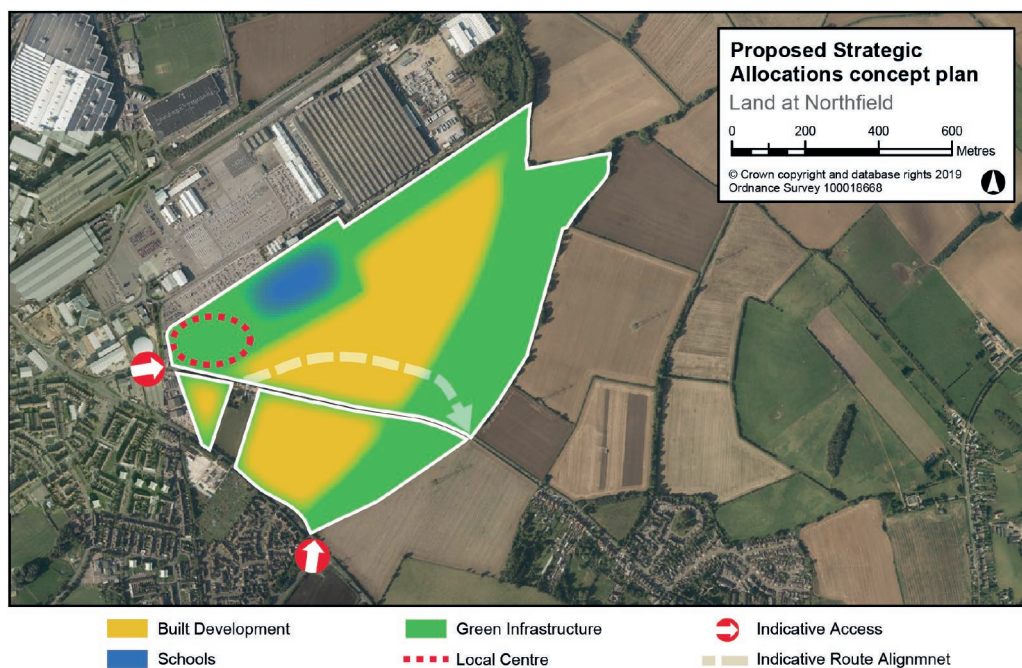 Proposed Strategic
Allocations concept plan
Land at Northfield
0 200 400 600
Metres
© Crown copyright and database rights 2019
Ordnance Survey 100018668
Built Development
Green Infrastructure
Indicative Access
Schools
Local Centre
Indicative Route Alignmnet